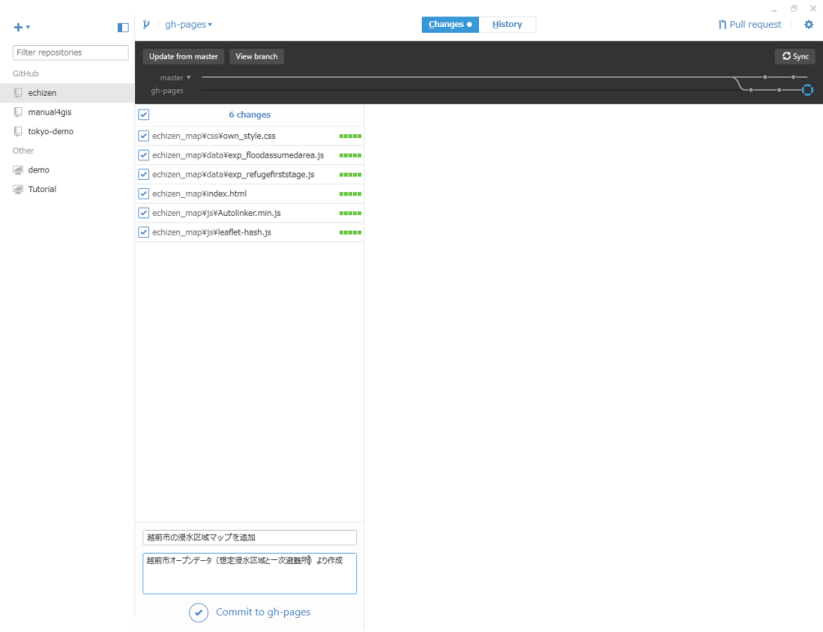 gh-pages
Changes
History
Pull request
Filter repositories
GitHub
echizen
manual4gis
tokyo-demo
Other
demo
Tutorial
Update from master
View branch
Sync
master
gh-pages
6 changes
echizen_map¥css¥own_style.css
echizen_map¥data¥exp_floodassumedarea.js
echizen_map¥data¥exp_refugefirststage.js
echizen_map¥index.html
echizen_map¥js¥Autolinker.min.js
echizen_map¥js¥leaflet-hash.js
越前市の浸水区域マップを追加
越前市オープンデータ（想定浸水区域と一次避難所）より作成
Commit to gh-pages